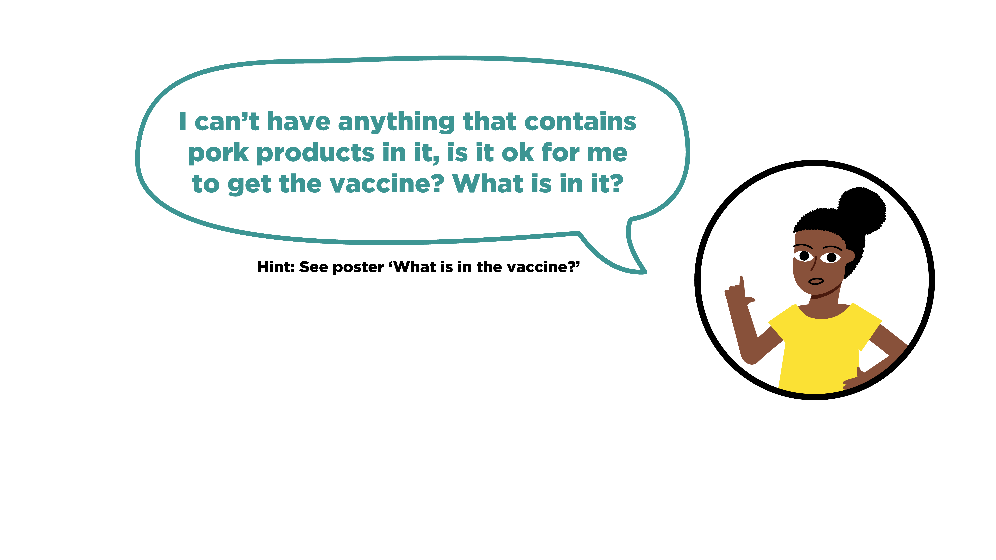 I can’t have anything that contains
pork products in it, is it ok for me
to get the vaccine? What is in it?
Hint: See poster ‘What is in the vaccine?’